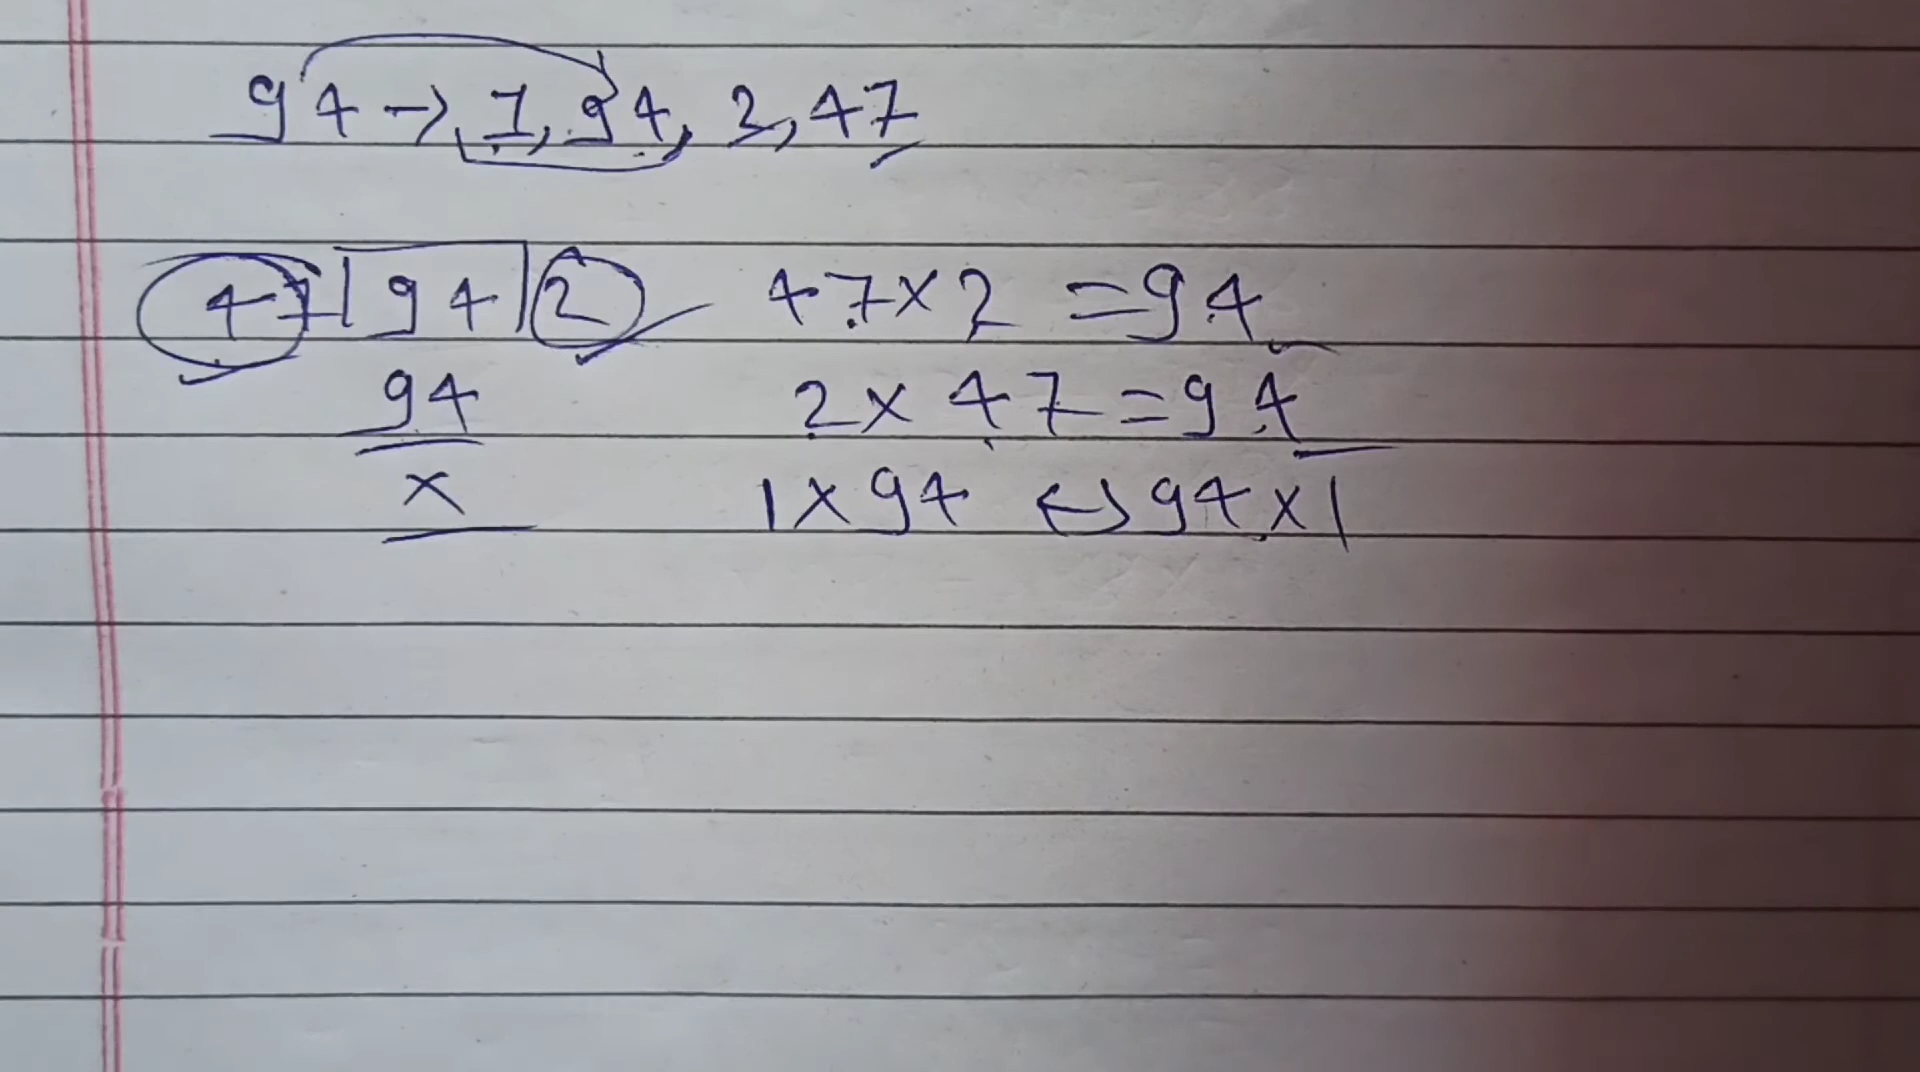 94 → 1, 94, 2, 47
47 | 94 | 2 47 × 2 = 94
94 2 × 47 = 94
× 1 × 94 ↔ 94 × 1